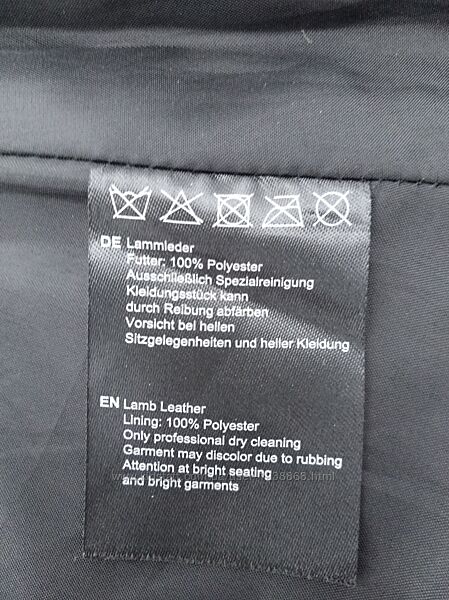 DE Lammleder
Futter: 100% Polyester
Ausschließlich Spezialreinigung
Kleidungsstück kann
durch Reibung abfärben
Vorsicht bei hellen
Sitzgelegenheiten und heller Kleidung
EN Lamb Leather
Lining: 100% Polyester
Only professional dry cleaning
Garment may discolor due to rubbing
Attention at bright seating
and bright garments